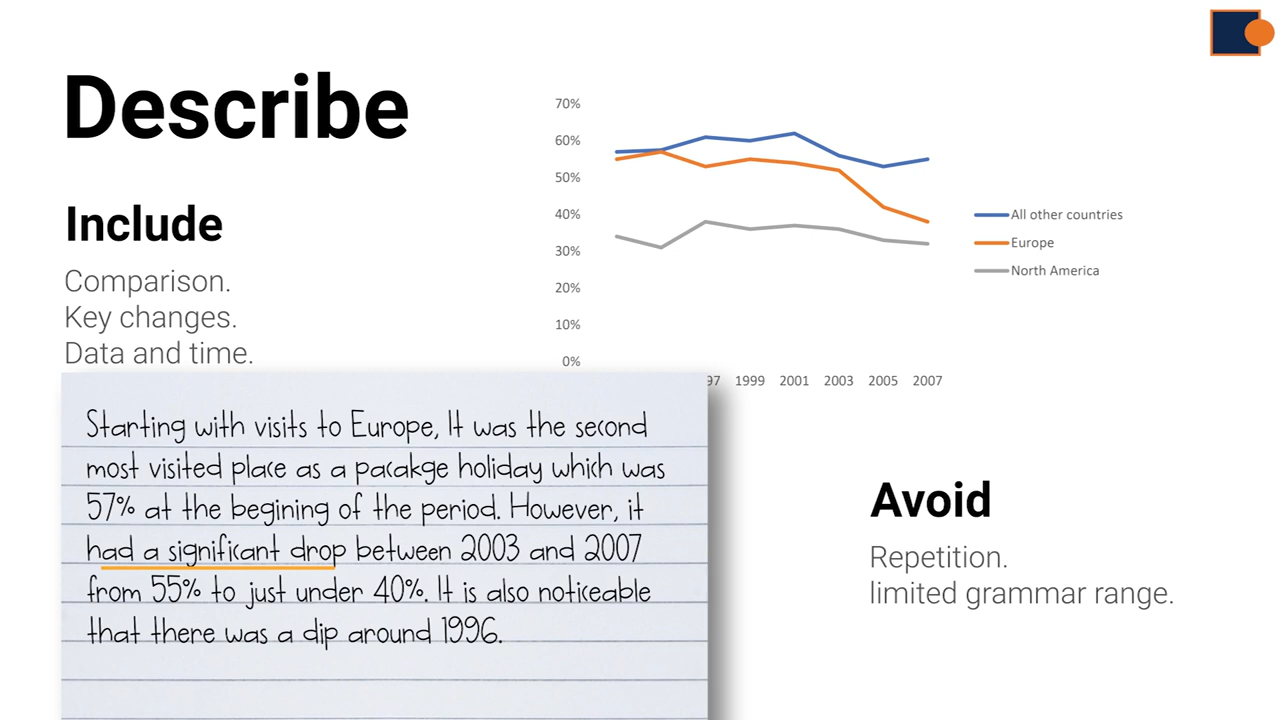 Describe
Include
Comparison.
Key changes.
Data and time.
70%
60%
50%
40%
30%
20%
10%
0%
97 1999 2001 2003 2005 2007
All other countries
Europe
North America
Starting with visits to Europe, It was the second
most visited place as a pacakge holiday which was
57% at the begining of the period. However, it
had a significant drop between 2003 and 2007
from 55% to just under 40%. It is also noticeable
that there was a dip around 1996.
Avoid
Repetition.
limited grammar range.